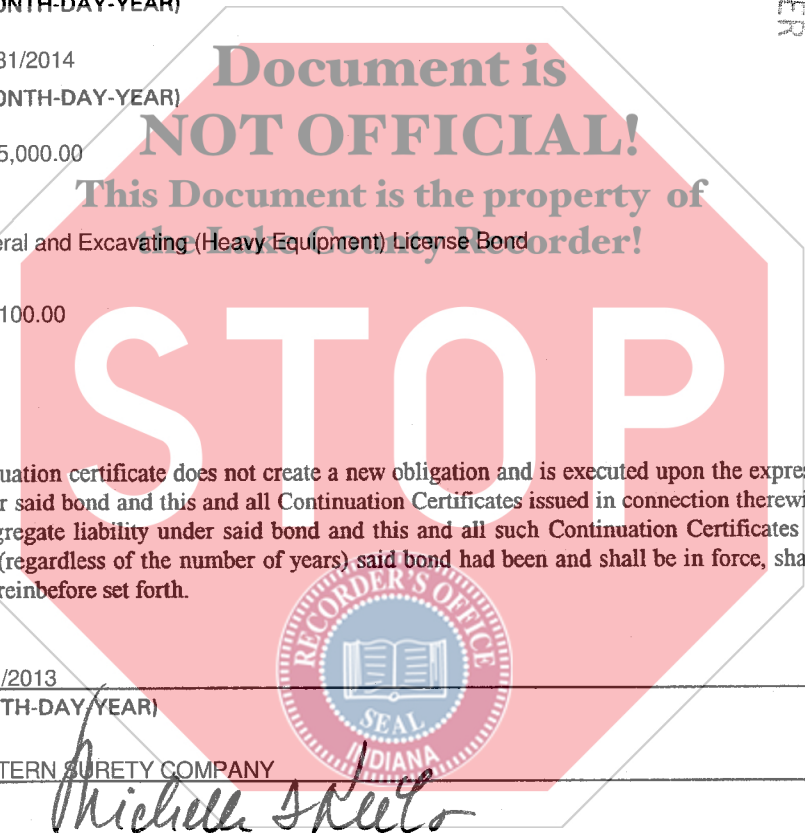 ONTH-DAY-YEAR)
ER
31/2014
Document is
ONTH-DAY-YEAR)
NOT OFFICIAL!
5,000.00
This Document is the property of
the Lake County Recorder!
eral and Excavating (Heavy Equipment) License Bond
100.00
STOP
uation certificate does not create a new obligation and is executed upon the expre
r said bond and this and all Continuation Certificates issued in connection therewi
gregate liability under said bond and this and all such Continuation Certificates
(regardless of the number of years) said bond had been and shall be in force, sha
reinbefore set forth.
RECORDER'S OFFICE
SEAL
INDIANA
/2013
TH-DAY-YEAR)
TERN SURETY COMPANY
Michelle